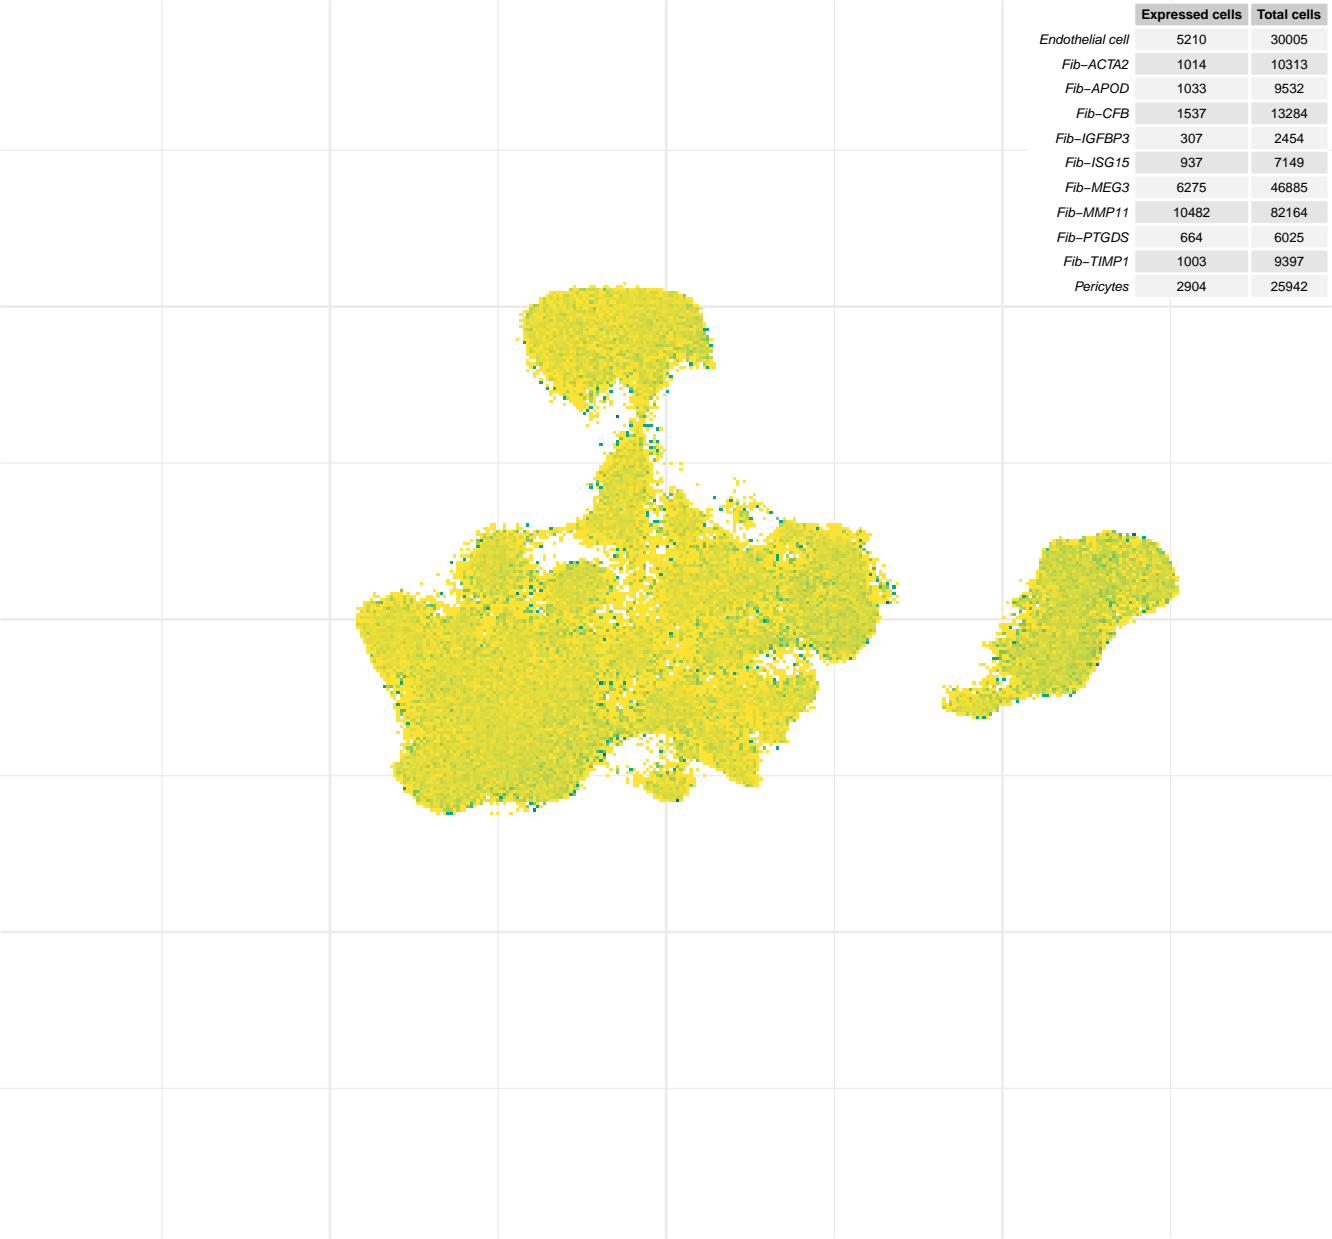 Expressed cells Total cells
Endothelial cell 5210 30005
Fib−ACTA2 1014 10313
Fib−APOD 1033 9532
Fib−CFB 1537 13284
Fib−IGFBP3 307 2454
Fib−ISG15 937 7149
Fib−MEG3 6275 46885
Fib−MMP11 10482 82164
Fib−PTGDS 664 6025
Fib−TIMP1 1003 9397
Pericytes 2904 25942